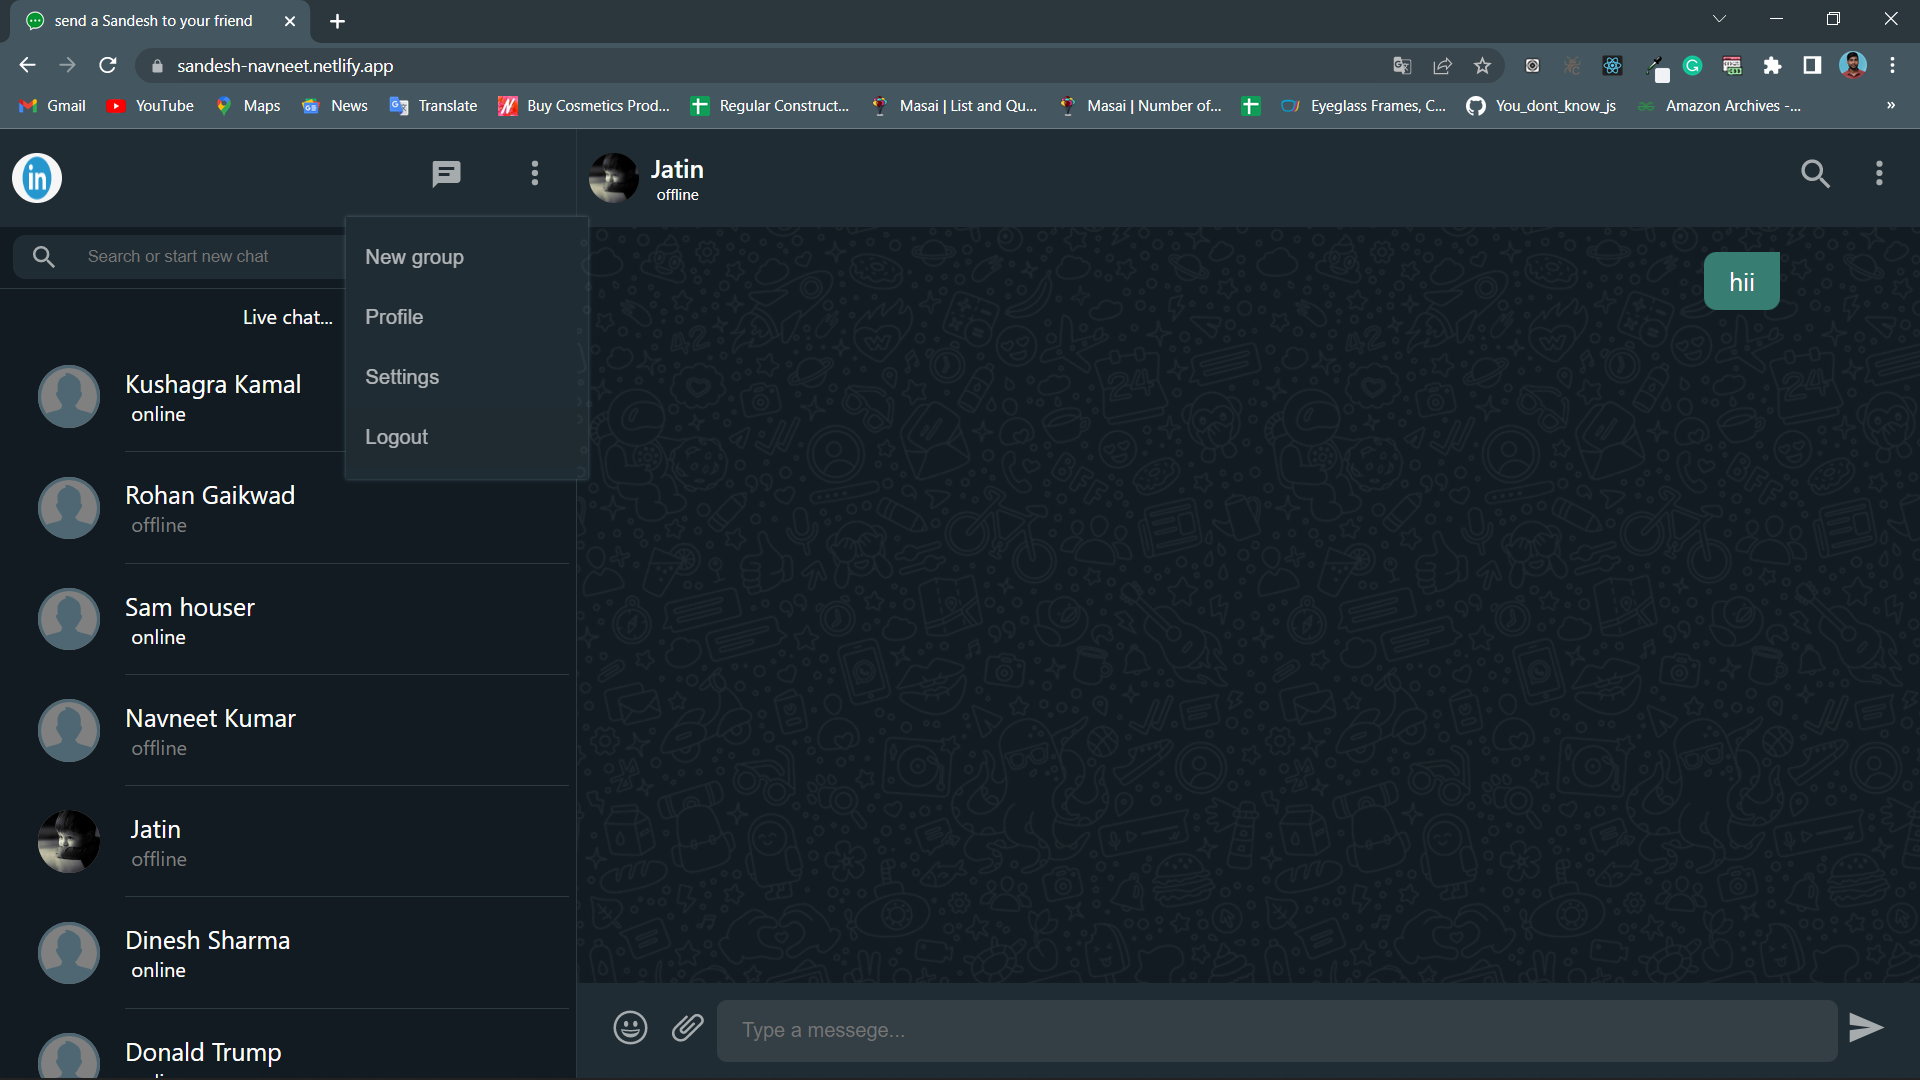 send a Sandesh to your friend
sandesh-navneet.netlify.app
Gmail YouTube Maps News Translate Buy Cosmetics Prod... Regular Construct... Masai | List and Qu... Masai | Number of... Eyeglass Frames, C... You_dont_know_js Amazon Archives -... »
in
Jatin
offline
Search or start new chat
New group
Profile
Settings
Logout
hii
Live chat...
Kushagra Kamal
online
Rohan Gaikwad
offline
Sam houser
online
Navneet Kumar
offline
Jatin
offline
Dinesh Sharma
online
Donald Trump
Type a messege...